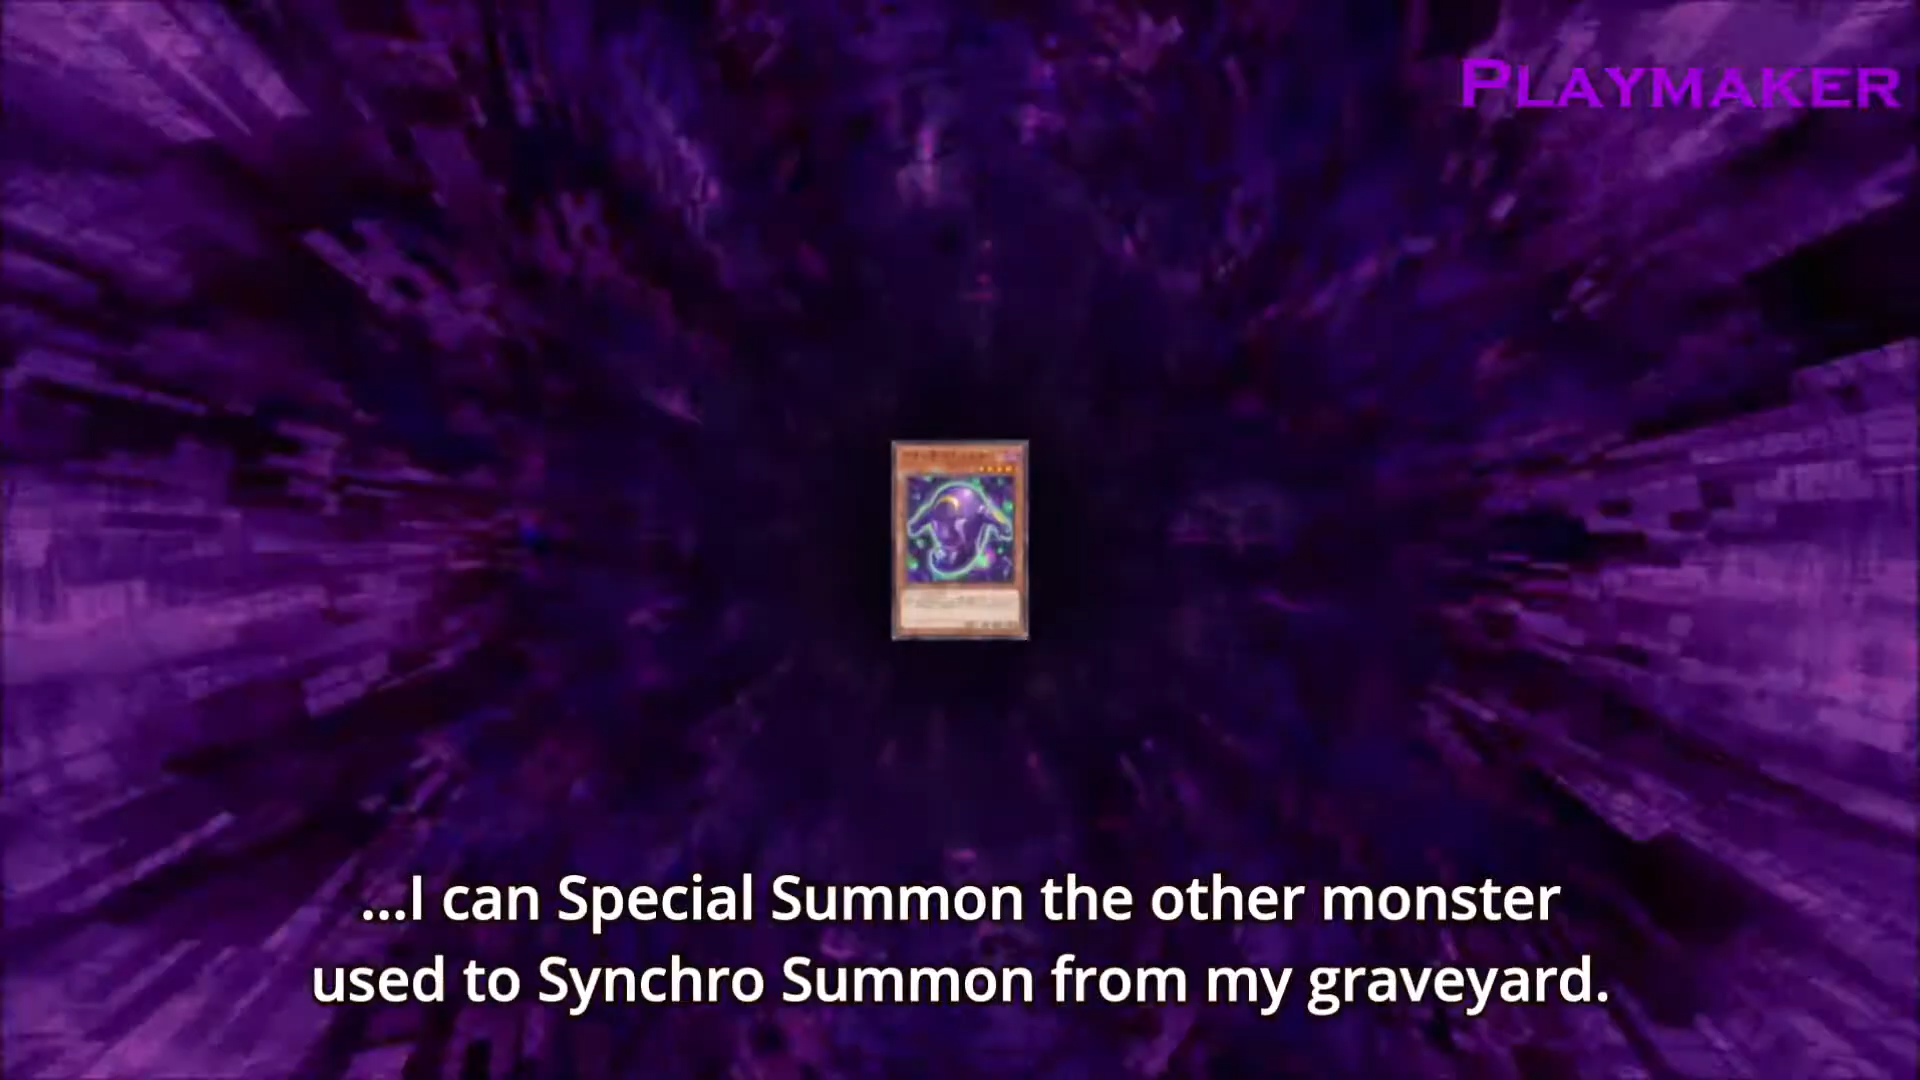 PLAYMAKER
...I can Special Summon the other monster
used to Synchro Summon from my graveyard.